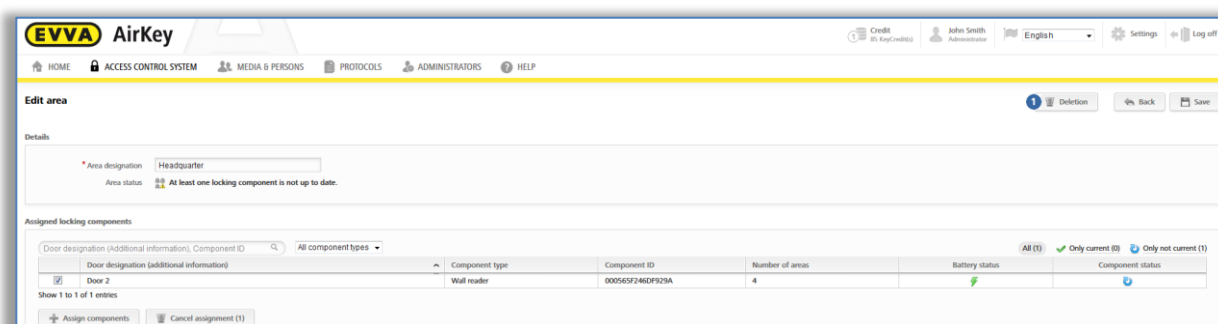 EVVA AirKey
Credit
85 KeyCredit(s)
John Smith
Administrator
English
Settings
Log off
HOME ACCESS CONTROL SYSTEM MEDIA & PERSONS PROTOCOLS ADMINISTRATORS HELP
Edit area
1 Deletion Back Save
Details
* Area designation Headquarter
Area status At least one locking component is not up to date.
Assigned locking components
Door designation (Additional information), Component ID All component types All (1) Only current (0) Only not current (1)
Door designation (additional information) Component type Component ID Number of areas Battery status Component status
Door 2 Wall reader 000565F246DF929A 4
Show 1 to 1 of 1 entries
Assign components Cancel assignment (1)